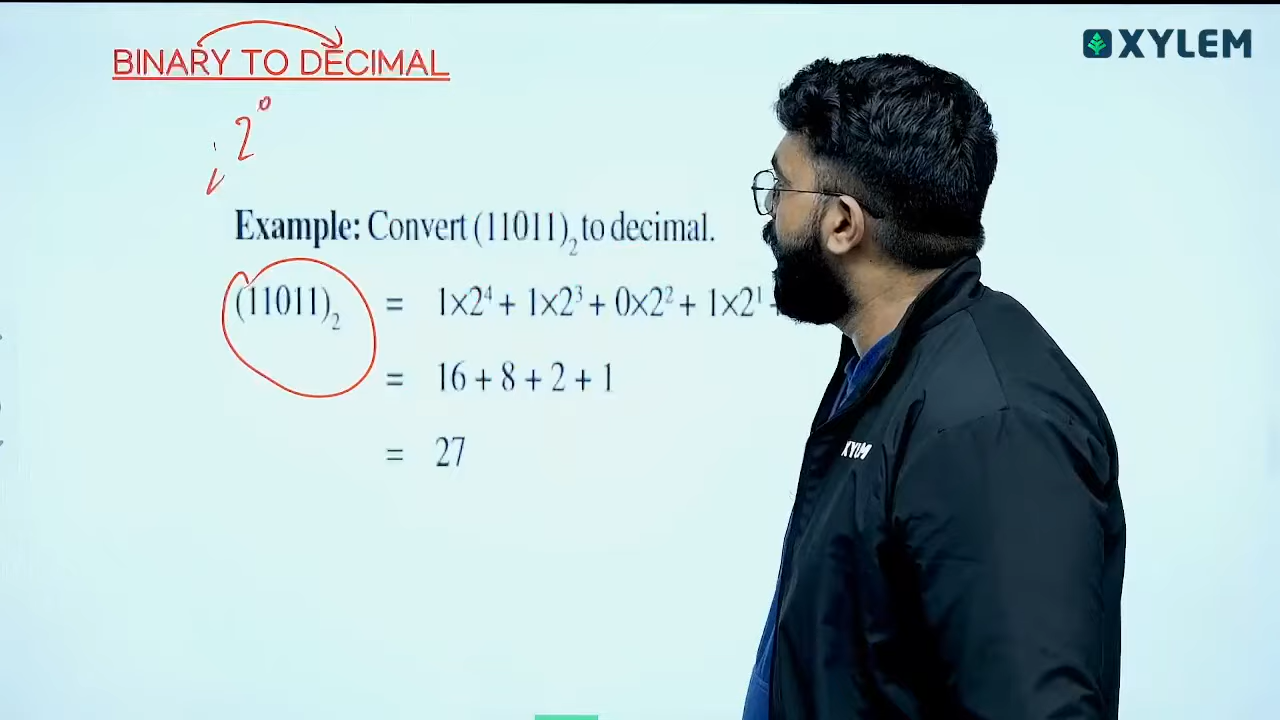 XYLEM
BINARY TO DECIMAL
2⁰
Example: Convert (11011)₂ to decimal.
(11011)₂ = 1×2⁴ + 1×2³ + 0×2² + 1×2¹ +
= 16 + 8 + 2 + 1
= 27
XYLM